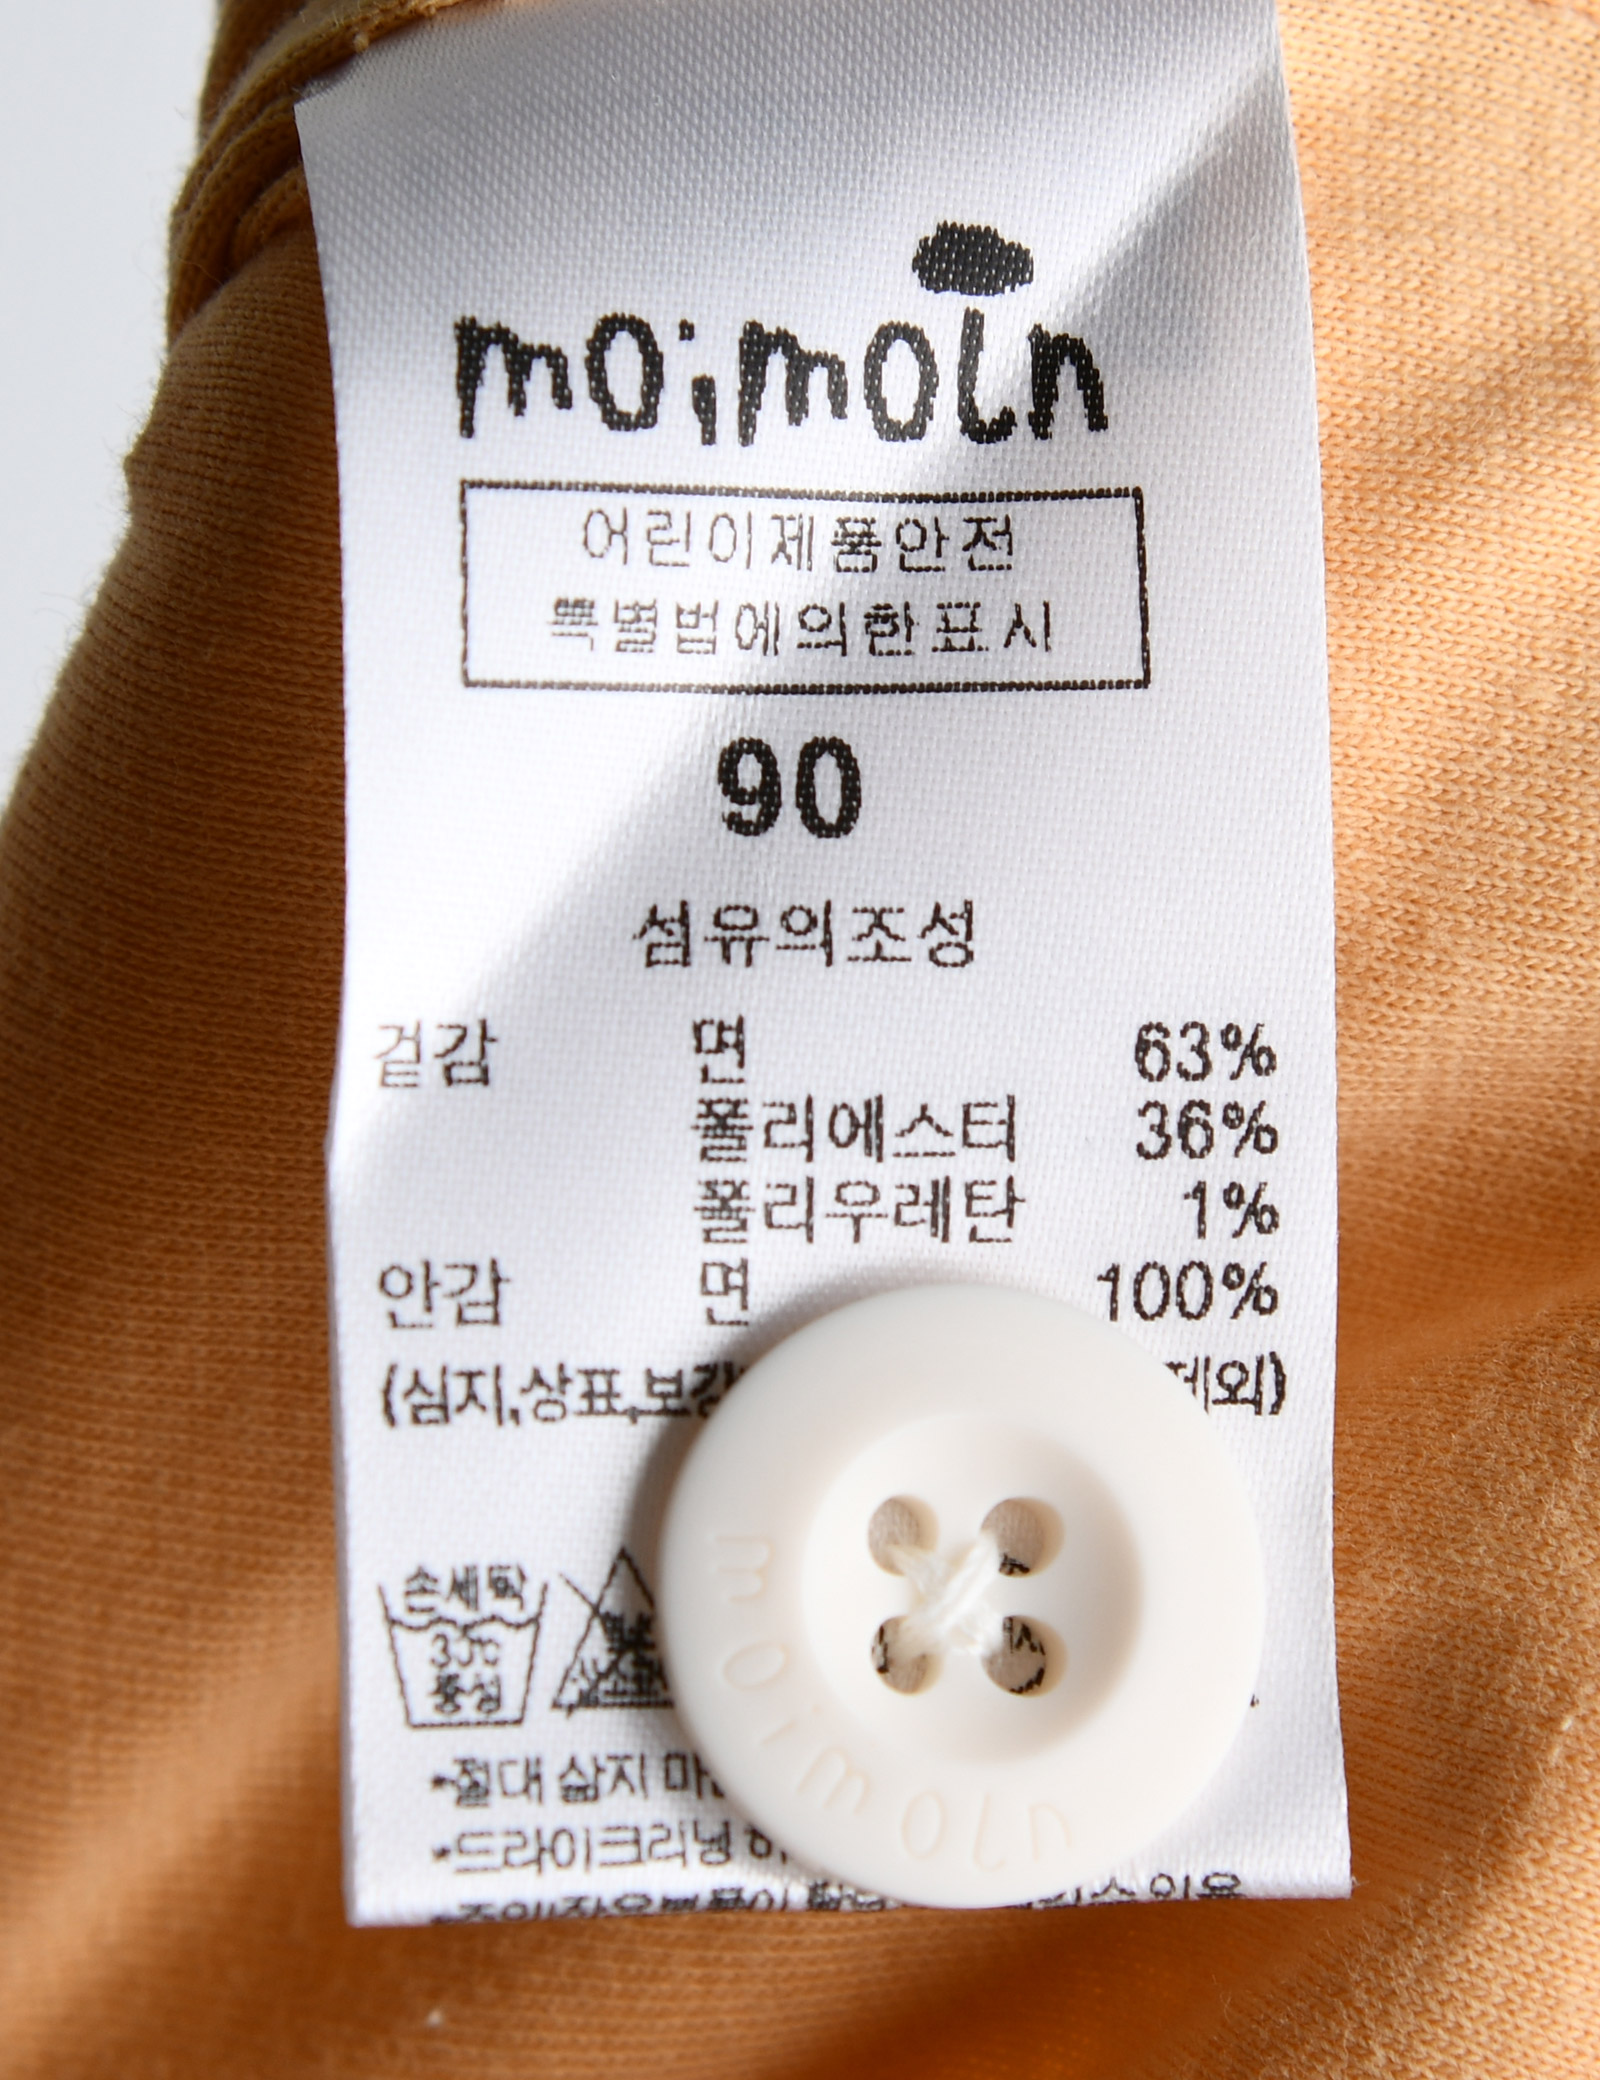 moimoln
어린이제품안전
특별법에의한표시
90
섬유의조성
겉감 면 63%
폴리에스터 36%
폴리우레탄 1%
안감 면 100%
(심지,상표,보강 제외)
손세탁
30℃
중성
*절대 삶지
*드라이크리닝
moimoln